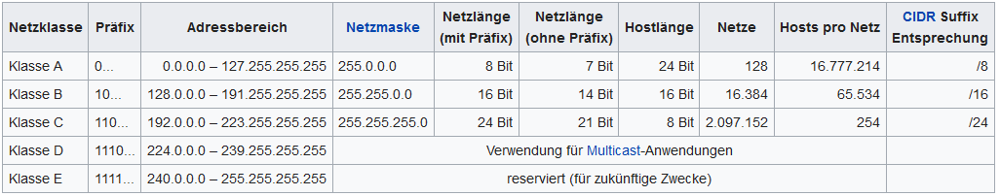 Netzklasse Präfix Adressbereich Netzmaske Netzlänge (mit Präfix) Netzlänge (ohne Präfix) Hostlänge Netze Hosts pro Netz CIDR Suffix Entsprechung
Klasse A 0... 0.0.0.0 – 127.255.255.255 255.0.0.0 8 Bit 7 Bit 24 Bit 128 16.777.214 /8
Klasse B 10... 128.0.0.0 – 191.255.255.255 255.255.0.0 16 Bit 14 Bit 16 Bit 16.384 65.534 /16
Klasse C 110... 192.0.0.0 – 223.255.255.255 255.255.255.0 24 Bit 21 Bit 8 Bit 2.097.152 254 /24
Klasse D 1110... 224.0.0.0 – 239.255.255.255 Verwendung für Multicast-Anwendungen
Klasse E 1111... 240.0.0.0 – 255.255.255.255 reserviert (für zukünftige Zwecke)